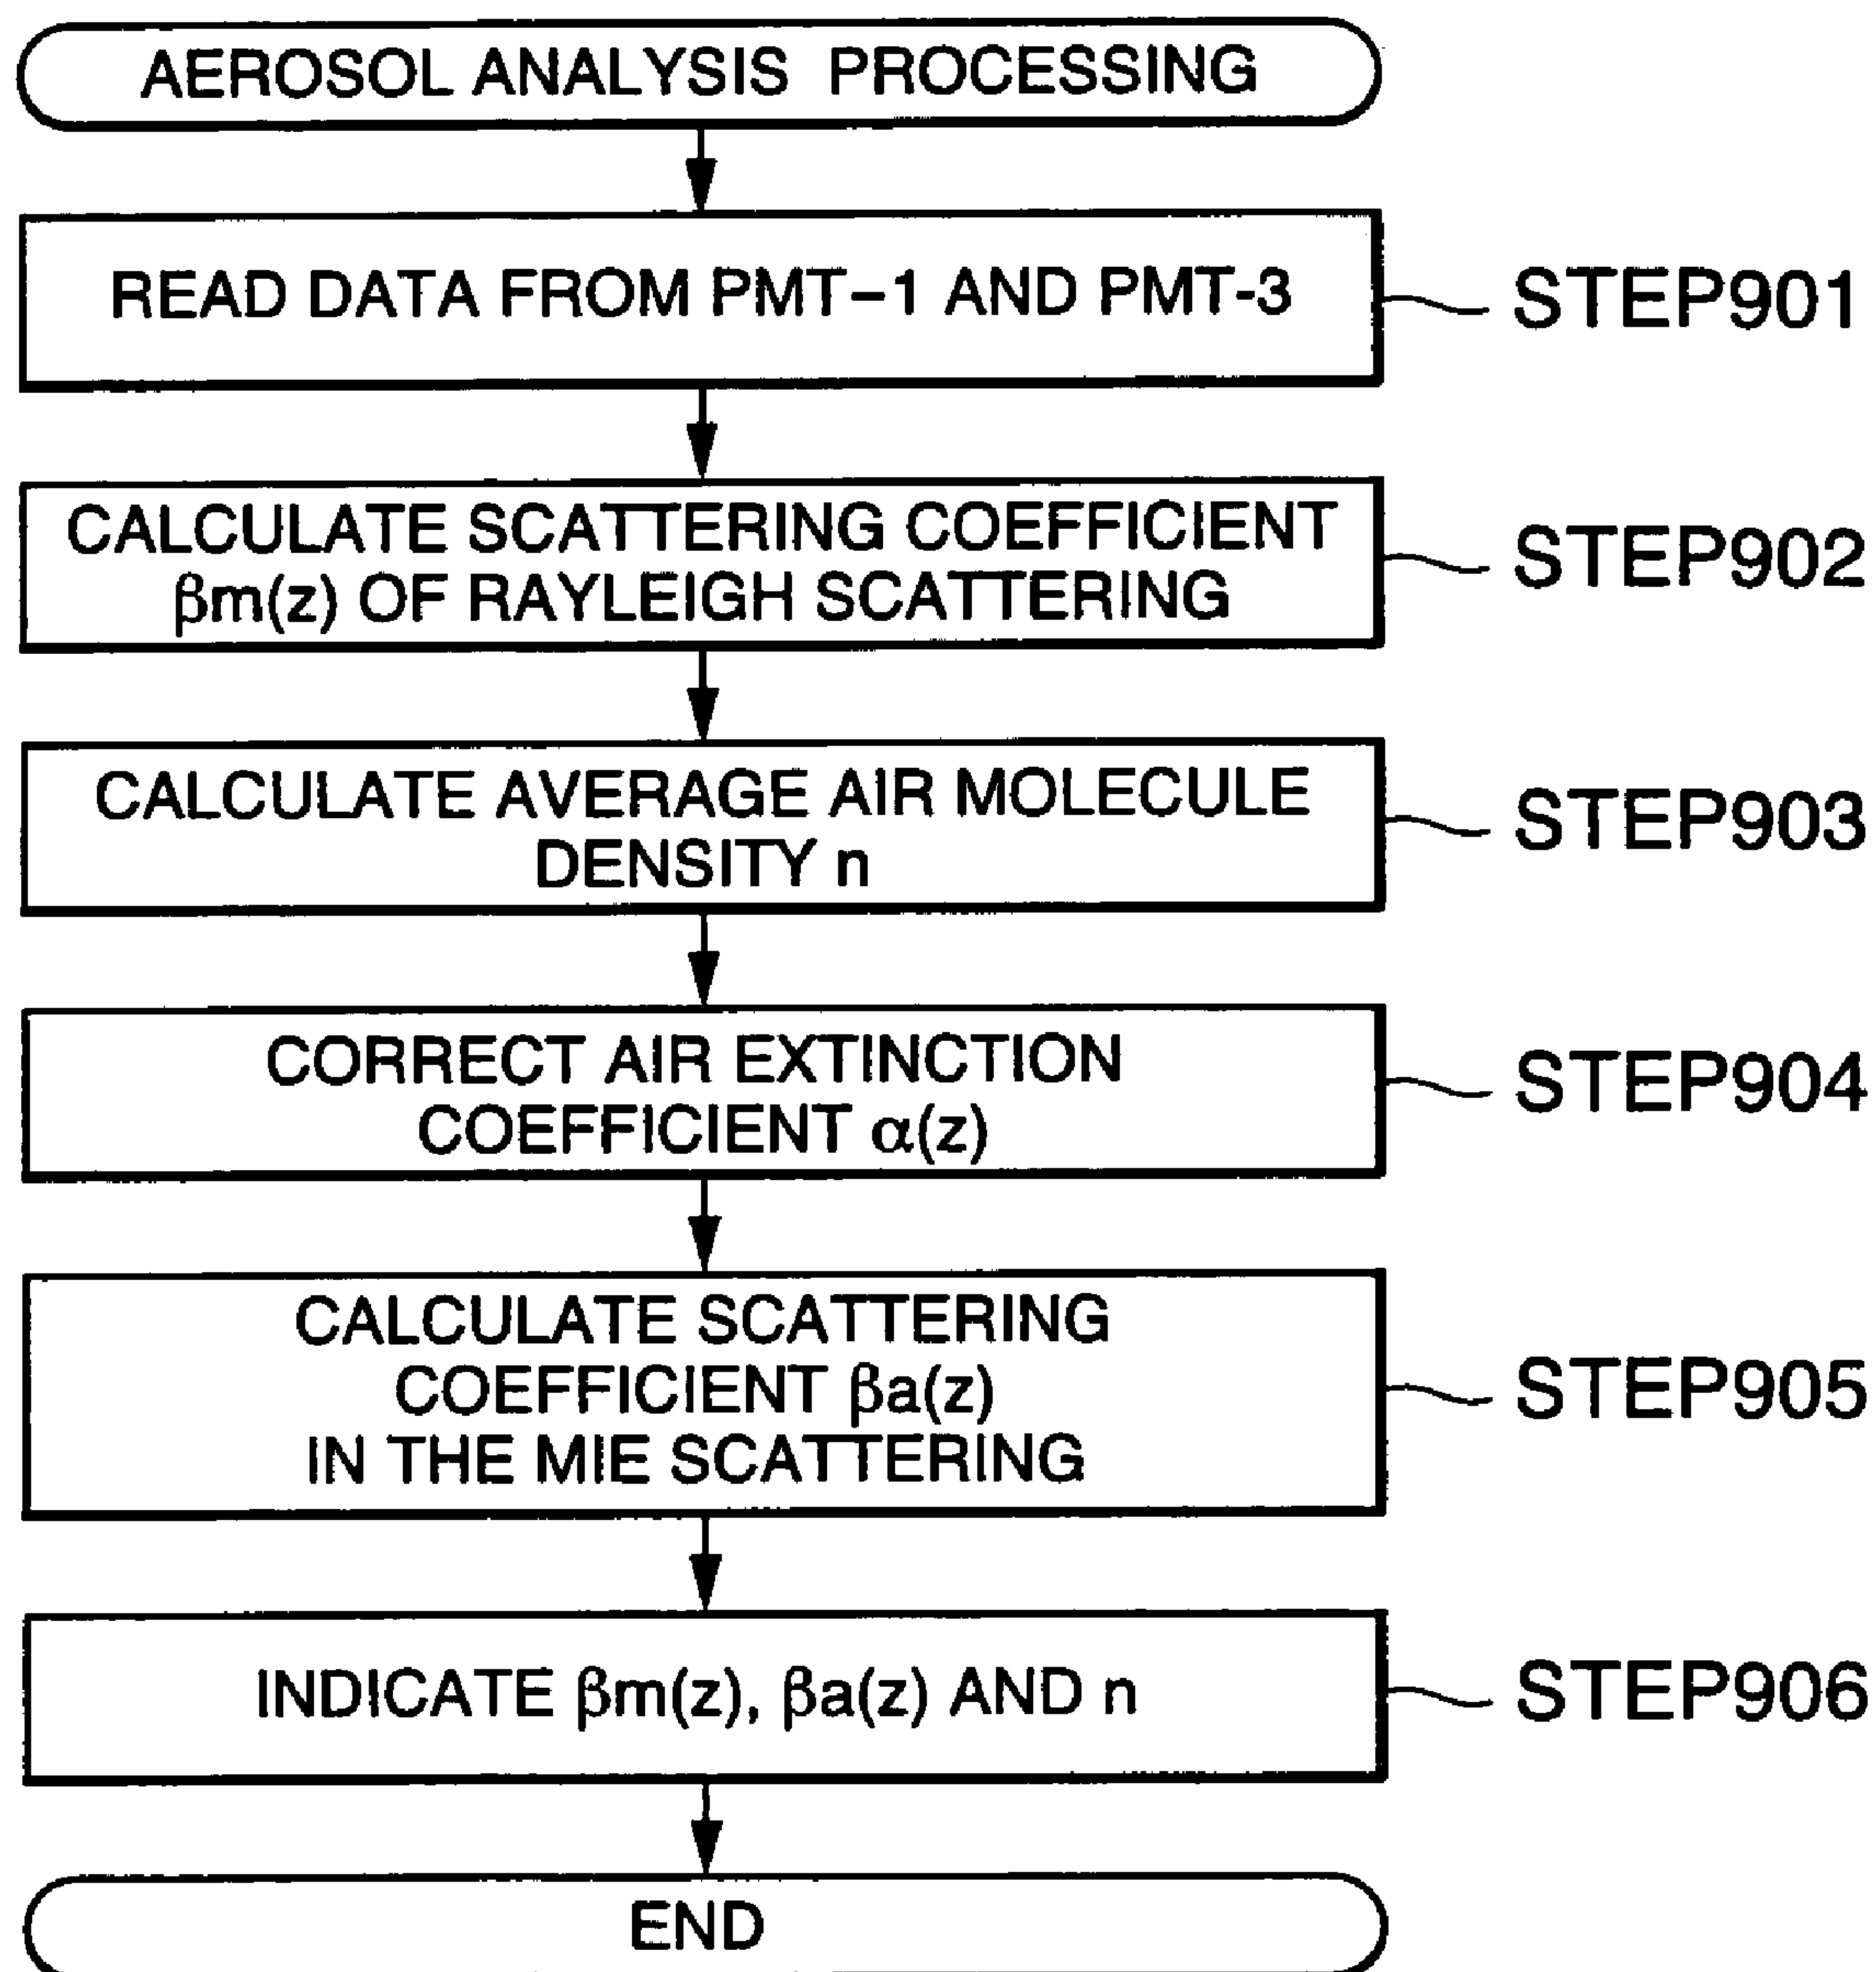 AEROSOL ANALYSIS PROCESSING
READ DATA FROM PMT-1 AND PMT-3
STEP901
CALCULATE SCATTERING COEFFICIENT
βm(z) OF RAYLEIGH SCATTERING
STEP902
CALCULATE AVERAGE AIR MOLECULE
DENSITY n
STEP903
CORRECT AIR EXTINCTION
COEFFICIENT α(z)
STEP904
CALCULATE SCATTERING
COEFFICIENT βa(z)
IN THE MIE SCATTERING
STEP905
INDICATE βm(z), βa(z) AND n
STEP906
END